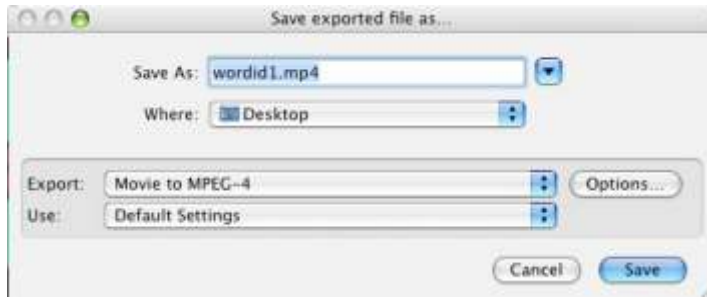 Save exported file as...
Save As: wordid1.mp4
Where: Desktop
Export: Movie to MPEG-4 Options...
Use: Default Settings
Cancel Save